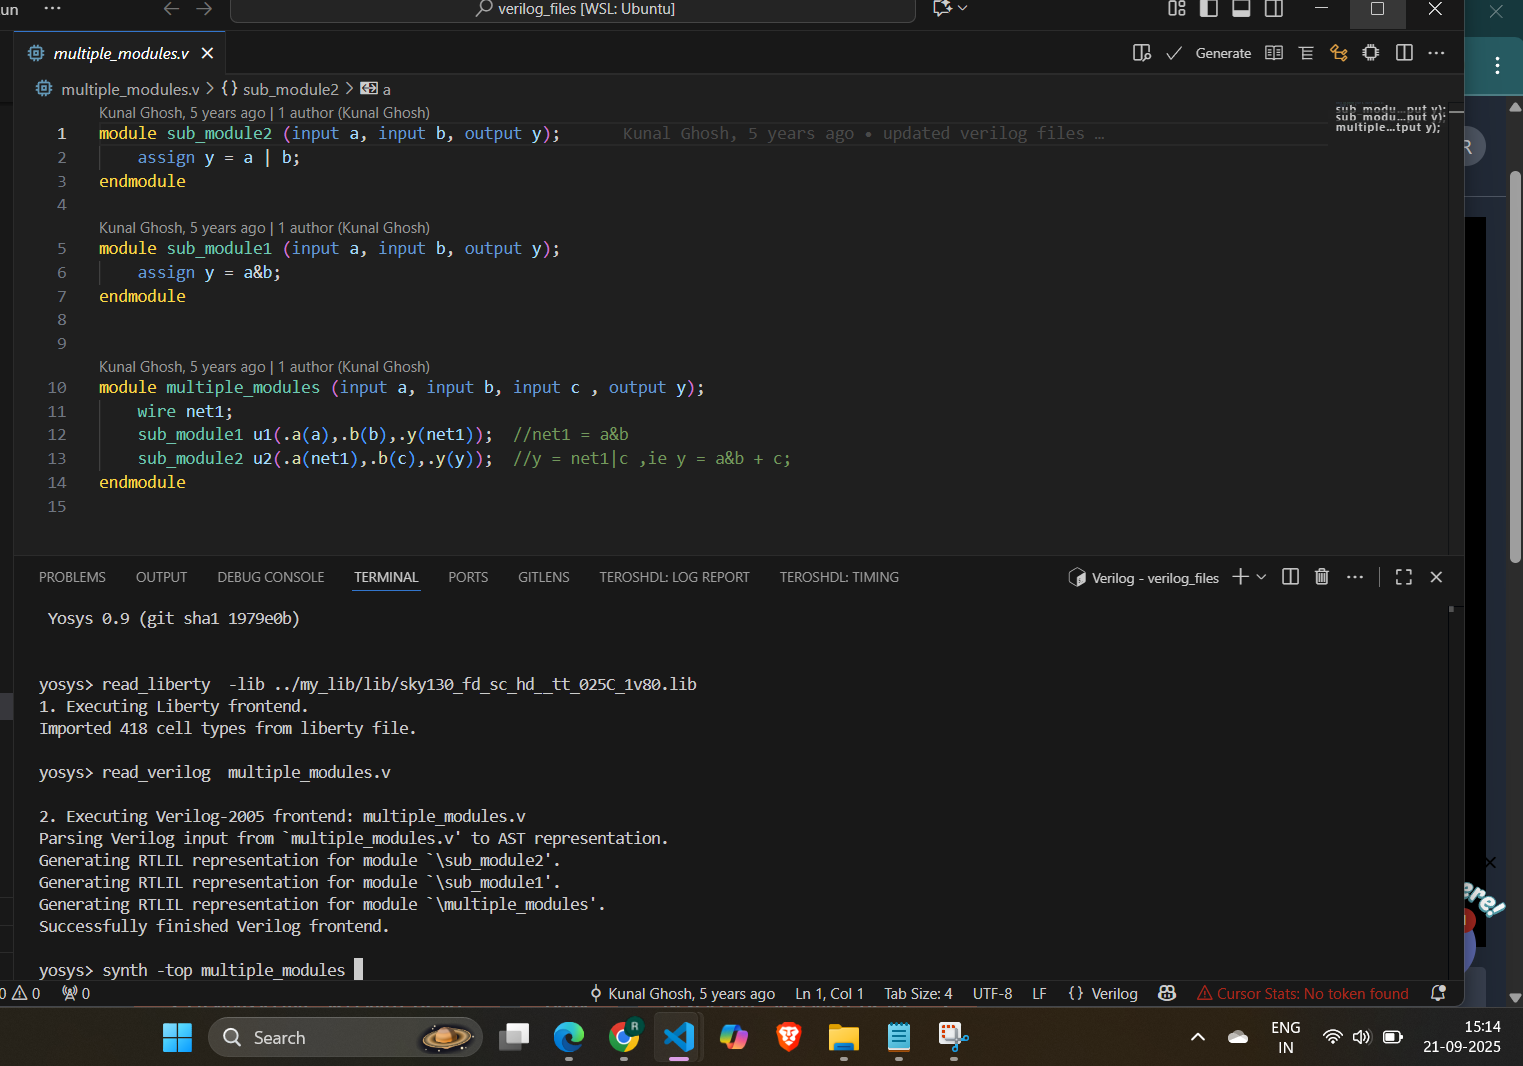 un ··· verilog_files [WSL: Ubuntu]
multiple_modules.v
Generate
multiple_modules.v > {} sub_module2 > a
Kunal Ghosh, 5 years ago | 1 author (Kunal Ghosh)
1 module sub_module2 (input a, input b, output y); Kunal Ghosh, 5 years ago • updated verilog files …
2 assign y = a | b;
3 endmodule
4
Kunal Ghosh, 5 years ago | 1 author (Kunal Ghosh)
5 module sub_module1 (input a, input b, output y);
6 assign y = a&b;
7 endmodule
8
9
Kunal Ghosh, 5 years ago | 1 author (Kunal Ghosh)
10 module multiple_modules (input a, input b, input c , output y);
11 wire net1;
12 sub_module1 u1(.a(a),.b(b),.y(net1)); //net1 = a&b
13 sub_module2 u2(.a(net1),.b(c),.y(y)); //y = net1|c ,ie y = a&b + c;
14 endmodule
15
sub_modu...put y);
sub_modu...put y);
multiple...tput y);
R
PROBLEMS OUTPUT DEBUG CONSOLE TERMINAL PORTS GITLENS TEROSHDL: LOG REPORT TEROSHDL: TIMING Verilog - verilog_files
Yosys 0.9 (git sha1 1979e0b)
yosys> read_liberty  -lib ../my_lib/lib/sky130_fd_sc_hd__tt_025C_1v80.lib
1. Executing Liberty frontend.
Imported 418 cell types from liberty file.
yosys> read_verilog  multiple_modules.v
2. Executing Verilog-2005 frontend: multiple_modules.v
Parsing Verilog input from `multiple_modules.v' to AST representation.
Generating RTLIL representation for module `\sub_module2'.
Generating RTLIL representation for module `\sub_module1'.
Generating RTLIL representation for module `\multiple_modules'.
Successfully finished Verilog frontend.
yosys> synth -top multiple_modules
0 0 0 Kunal Ghosh, 5 years ago Ln 1, Col 1 Tab Size: 4 UTF-8 LF {} Verilog Cursor Stats: No token found
Search
R
ENG
IN
15:14
21-09-2025